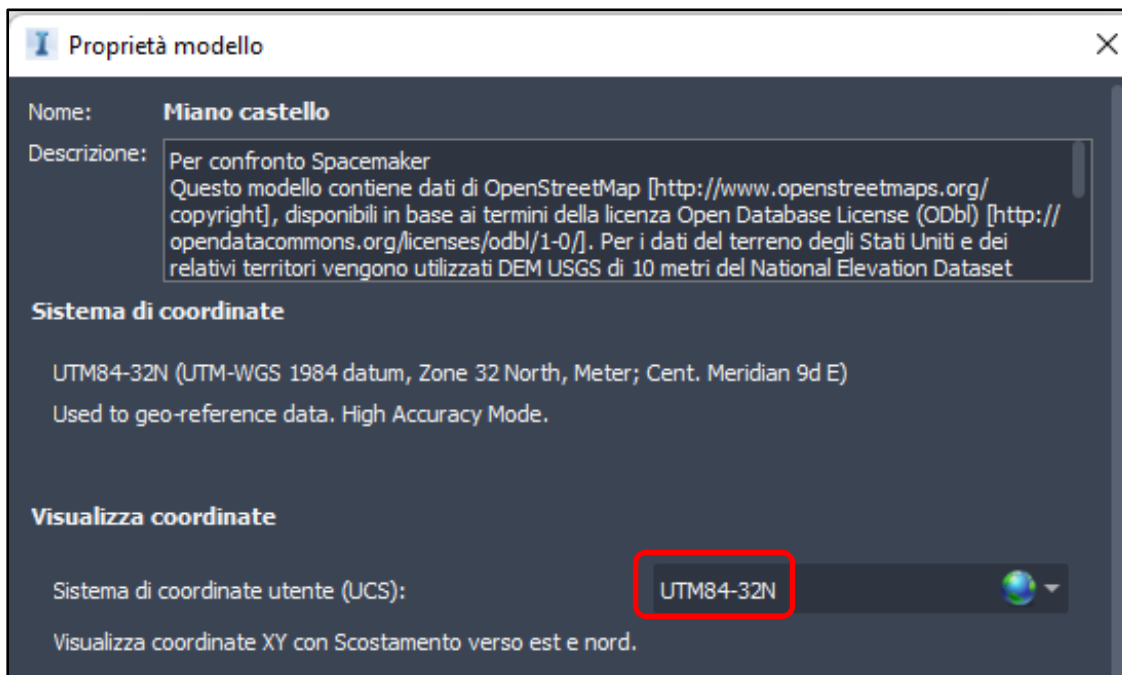 Proprietà modello
Nome: Miano castello
Descrizione: Per confronto Spacemaker
Questo modello contiene dati di OpenStreetMap [http://www.openstreetmaps.org/
copyright], disponibili in base ai termini della licenza Open Database License (ODbl) [http://
opendatacommons.org/licenses/odbl/1-0/]. Per i dati del terreno degli Stati Uniti e dei
relativi territori vengono utilizzati DEM USGS di 10 metri del National Elevation Dataset
Sistema di coordinate
UTM84-32N (UTM-WGS 1984 datum, Zone 32 North, Meter; Cent. Meridian 9d E)
Used to geo-reference data. High Accuracy Mode.
Visualizza coordinate
Sistema di coordinate utente (UCS): UTM84-32N
Visualizza coordinate XY con Scostamento verso est e nord.